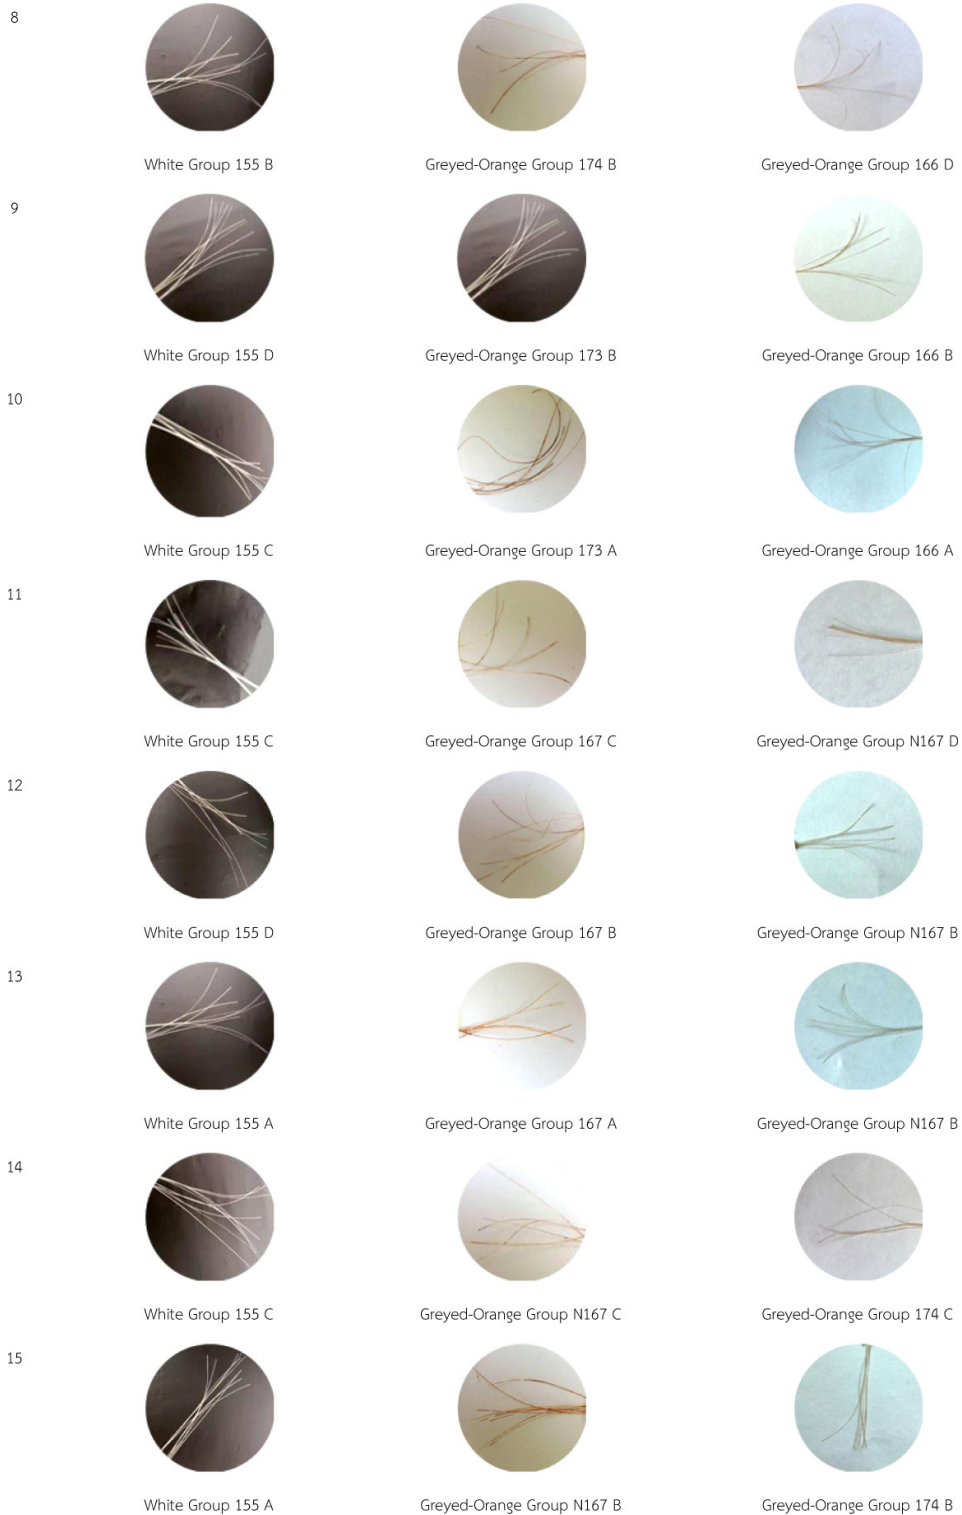 8
White Group 155 B Greyed-Orange Group 174 B Greyed-Orange Group 166 D
9
White Group 155 D Greyed-Orange Group 173 B Greyed-Orange Group 166 B
10
White Group 155 C Greyed-Orange Group 173 A Greyed-Orange Group 166 A
11
White Group 155 C Greyed-Orange Group 167 C Greyed-Orange Group N167 D
12
White Group 155 D Greyed-Orange Group 167 B Greyed-Orange Group N167 B
13
White Group 155 A Greyed-Orange Group 167 A Greyed-Orange Group N167 B
14
White Group 155 C Greyed-Orange Group N167 C Greyed-Orange Group 174 C
15
White Group 155 A Greyed-Orange Group N167 B Greyed-Orange Group 174 B